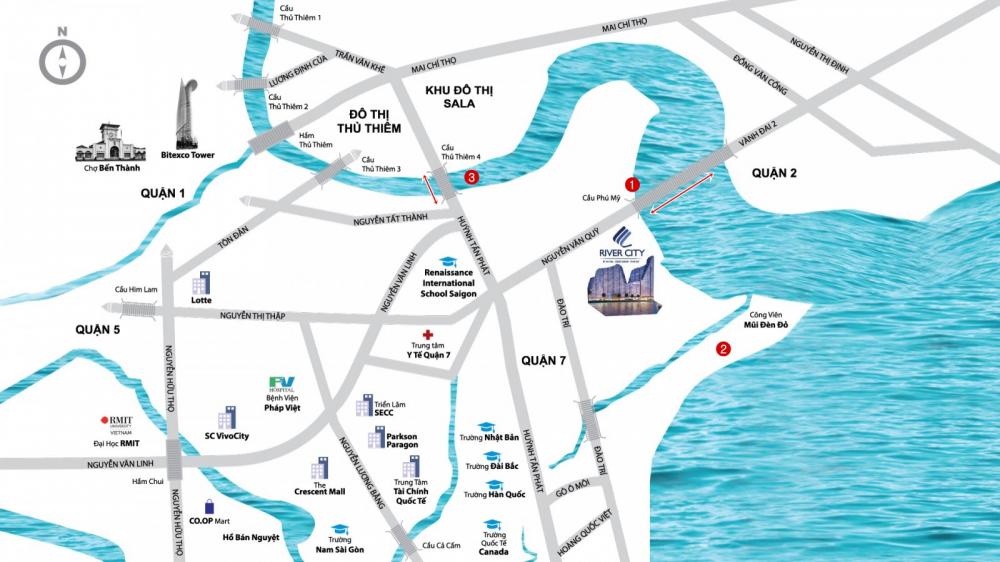 N
Cầu
Thủ Thiêm 1
TRẦN VĂN KHÊ
LƯƠNG ĐỊNH CỦA
MAI CHÍ THỌ
MAI CHÍ THỌ
NGUYỄN THỊ ĐỊNH
ĐỒNG VĂN CỐNG
VÀNH ĐAI 2
KHU ĐÔ THỊ
SALA
ĐÔ THỊ
THỦ THIÊM
Cầu
Thủ Thiêm 2
Hầm
Thủ Thiêm
Bitexco Tower
Chợ Bến Thành
Cầu
Thủ Thiêm 3
Cầu
Thủ Thiêm 4
3
1
QUẬN 2
QUẬN 1
Cầu Phú Mỹ
NGUYỄN TẤT THÀNH
TÔN ĐẢN
HUỲNH TẤN PHÁT
NGUYỄN VĂN QUỲ
RIVER CITY
NGUYỄN VĂN LINH
Renaissance
International
School Saigon
Cầu Him Lam
Lotte
NGUYỄN THỊ THẬP
ĐÀO TRÍ
Công Viên
Mũi Đèn Đỏ
2
QUẬN 5
Trung tâm
Y Tế Quận 7
QUẬN 7
NGUYỄN HỮU THỌ
FV
HOSPITAL
Bệnh Viện
Pháp Việt
Triển Lãm
SECC
RMIT
UNIVERSITY
VIETNAM
Đại Học RMIT
SC VivoCity
Parkson
Paragon
Trường Nhật Bản
HUỲNH TẤN PHÁT
ĐÀO TRÍ
NGUYỄN VĂN LINH
Trường Đài Bắc
Hầm Chui
The
Crescent Mall
NGUYỄN LƯƠNG BẰNG
Trung Tâm
Tài Chính
Quốc Tế
Trường Hàn Quốc
GÒ Ô MÔI
NGUYỄN HỮU THỌ
CO.OP Mart
Hồ Bán Nguyệt
Trường
Nam Sài Gòn
Cầu Cả Cấm
Trường
Quốc Tế
Canada
HOÀNG QUỐC VIỆT